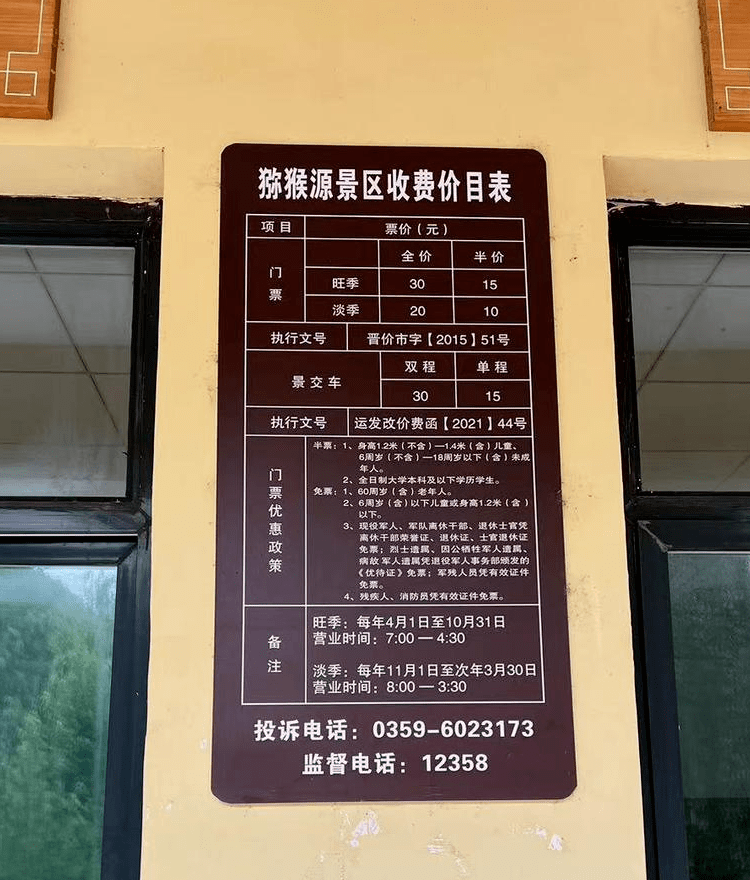 猕猴源景区收费价目表
项目 票价（元）
门票 全价 半价
旺季 30 15
淡季 20 10
执行文号 晋价市字【2015】51号
景交车 双程 单程
30 15
执行文号 运发改价费函【2021】44号
门票优惠政策
半票：1、身高1.2米（不含）—1.4米（含）儿童、
6周岁（不含）—18周岁以下（含）未成
年人。
2、全日制大学本科及以下学历学生。
免票：1、60周岁（含）老年人。
2、6周岁（含）以下儿童或身高1.2米（含）
以下。
3、现役军人、军队离休干部、退休士官凭
离休干部荣誉证、退休证、士官退休证
免票；烈士遗属、因公牺牲军人遗属、
病故军人遗属凭退役军人事务部颁发的
《优待证》免票；军残人员凭有效证件
免票。
4、残疾人、消防员凭有效证件免票。
备注
旺季：每年4月1日至10月31日
营业时间：7:00 — 4:30
淡季：每年11月1日至次年3月30日
营业时间：8:00 — 3:30
投诉电话：0359-6023173
监督电话：12358